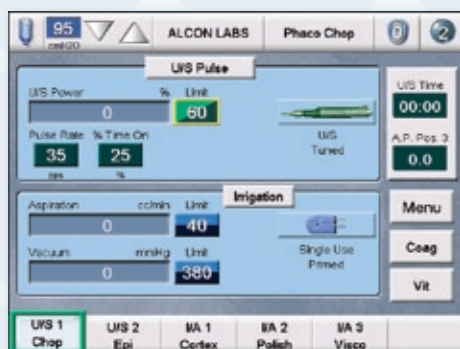 95 ALCON LABS Phaco Chop 2
cmH2O
U/S Pulse
U/S Power % Limit
0 60
Pulse Rate % Time On
35 25
pps %
U/S
Tuned
U/S Time
00:00
A.P. Pos. 3
0.0
Irrigation
Aspiration cc/min Limit
0 40
Vacuum mmHg Limit
0 380
Single Use
Primed
Menu
Coag
Vit
U/S 1 U/S 2 I/A 1 I/A 2 I/A 3
Chop Epi Cortex Polish Visco